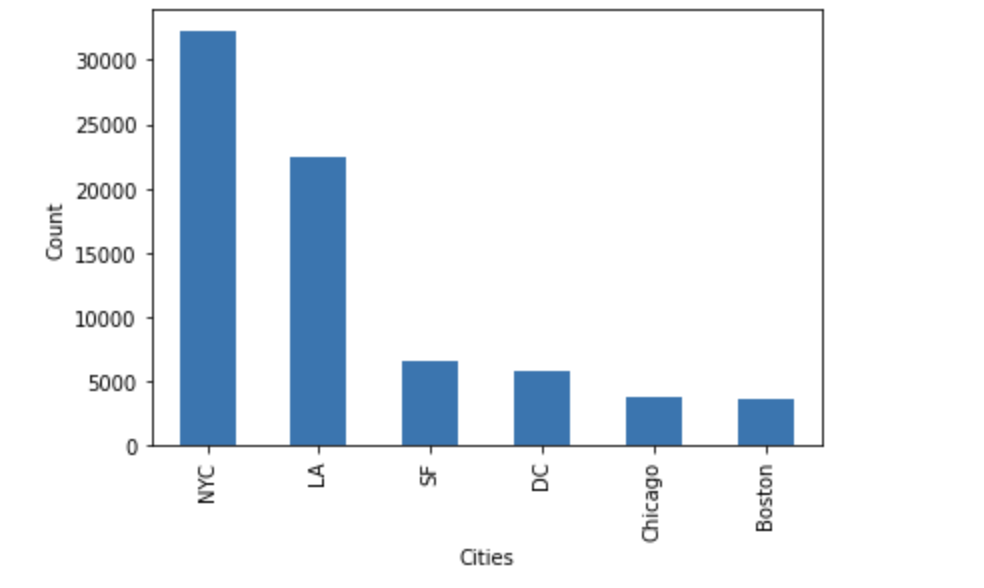 30000
25000
20000
15000
10000
5000
0
Count
NYC
LA
SF
DC
Chicago
Boston
Cities